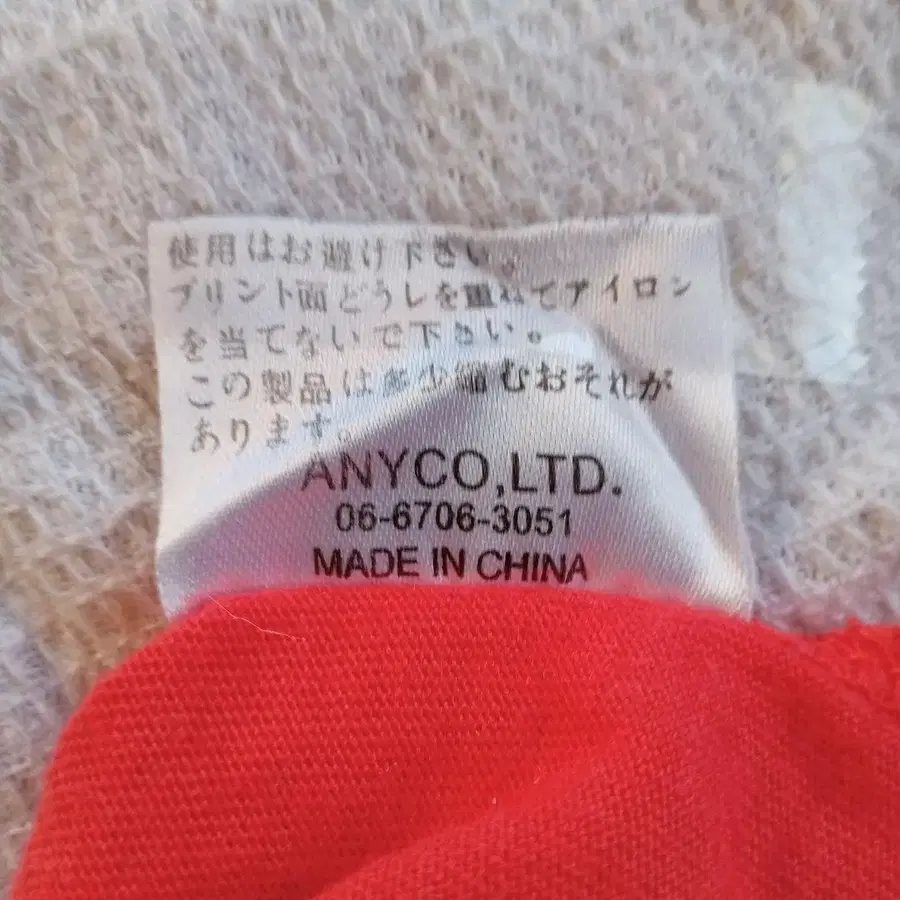 使用はお避け下さい。
プリント面どうしを重ねてアイロン
を当てないで下さい。
この製品は多少縮むおそれが
あります。
ANYCO,LTD.
06-6706-3051
MADE IN CHINA